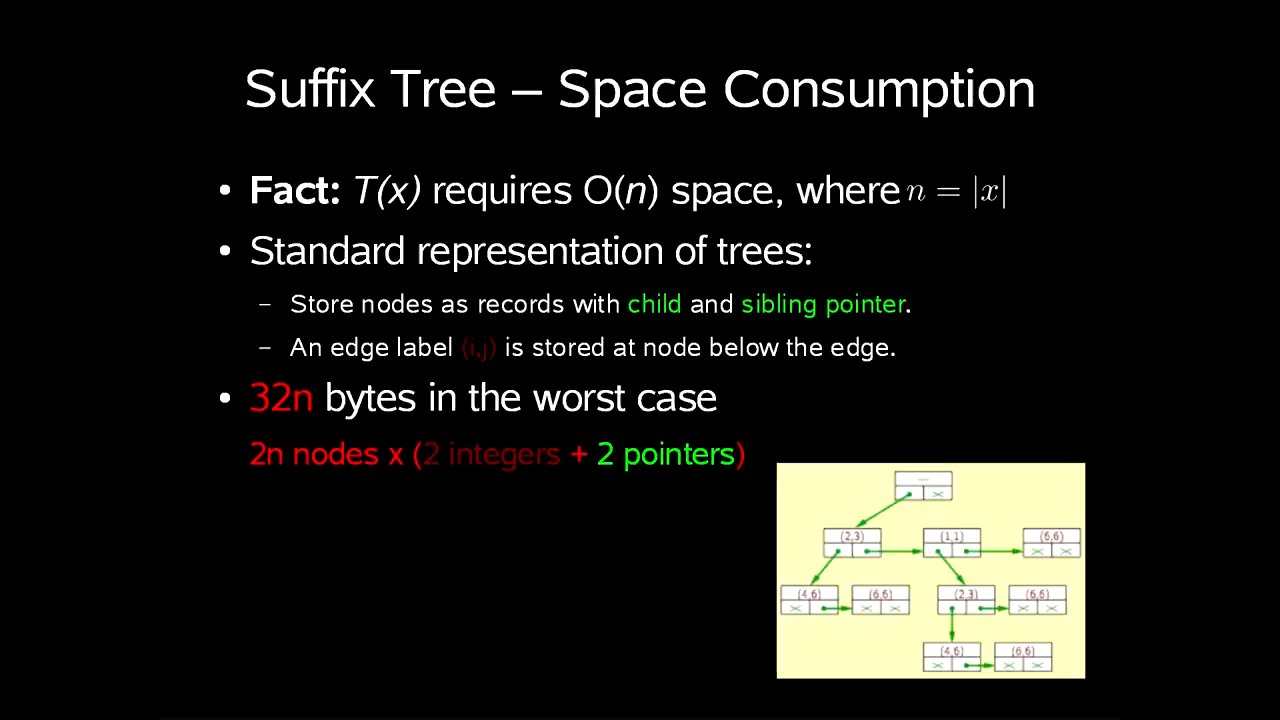 Suffix Tree – Space Consumption
• Fact: T(x) requires O(n) space, where n = |x|
• Standard representation of trees:
– Store nodes as records with child and sibling pointer.
– An edge label (i,j) is stored at node below the edge.
• 32n bytes in the worst case
2n nodes x (2 integers + 2 pointers)
---
(2,3) (1,1) (6,6)
(4,6) (6,6) (2,3) (6,6)
(4,6) (6,6)